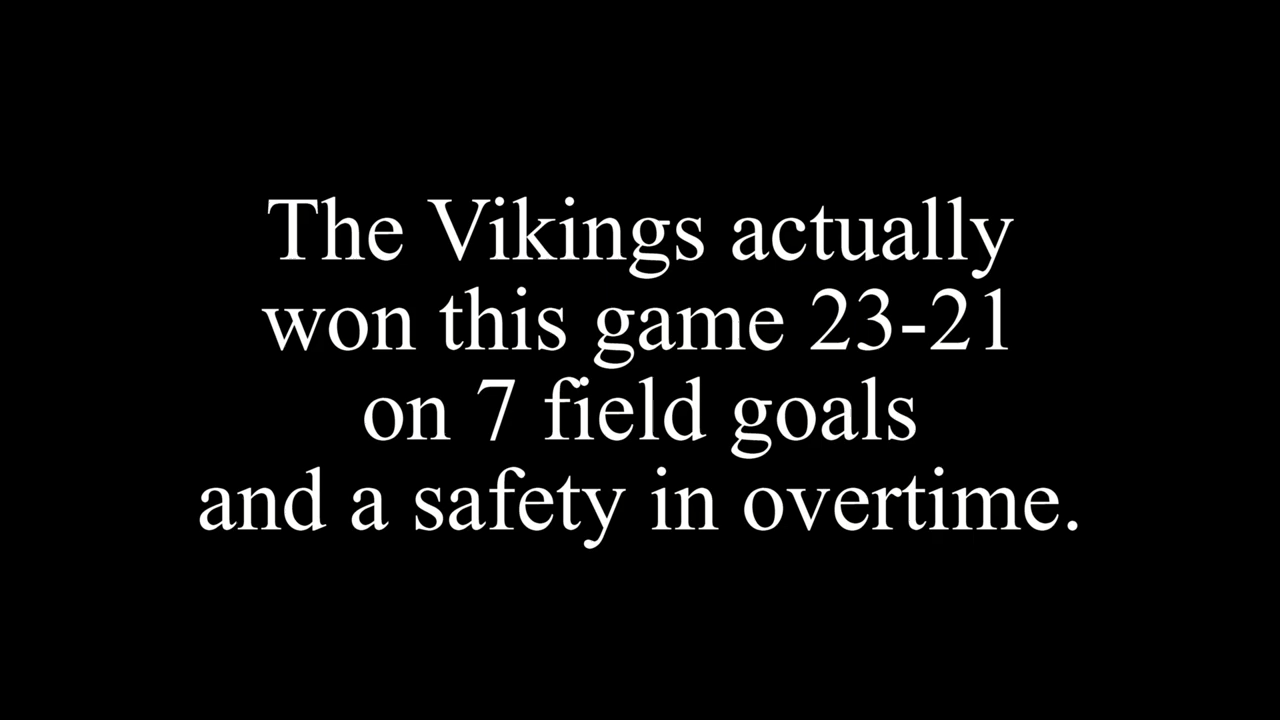 The Vikings actually
won this game 23-21
on 7 field goals
and a safety in overtime.